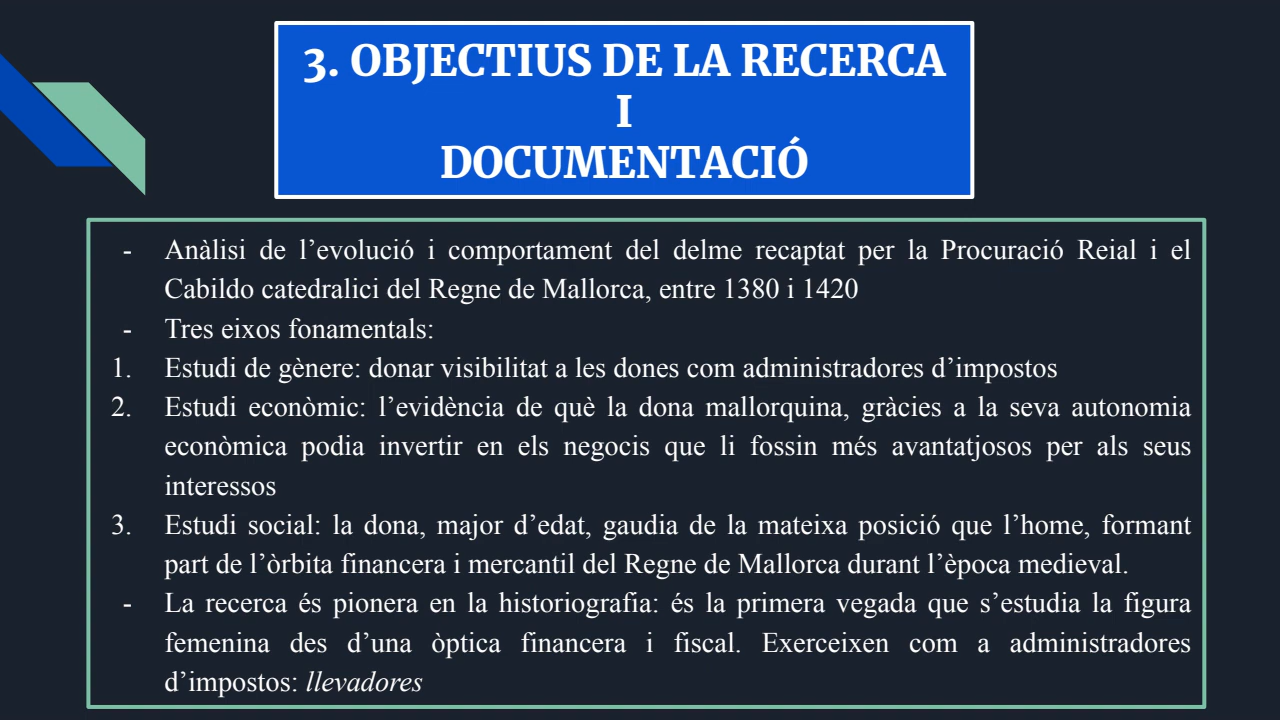 3. OBJECTIUS DE LA RECERCA
I
DOCUMENTACIÓ
- Anàlisi de l’evolució i comportament del delme recaptat per la Procuració Reial i el
Cabildo catedralici del Regne de Mallorca, entre 1380 i 1420
- Tres eixos fonamentals:
1. Estudi de gènere: donar visibilitat a les dones com administradores d’impostos
2. Estudi econòmic: l’evidència de què la dona mallorquina, gràcies a la seva autonomia
econòmica podia invertir en els negocis que li fossin més avantatjosos per als seus
interessos
3. Estudi social: la dona, major d’edat, gaudia de la mateixa posició que l’home, formant
part de l’òrbita financera i mercantil del Regne de Mallorca durant l’època medieval.
- La recerca és pionera en la historiografia: és la primera vegada que s’estudia la figura
femenina des d’una òptica financera i fiscal. Exerceixen com a administradores
d’impostos: llevadores